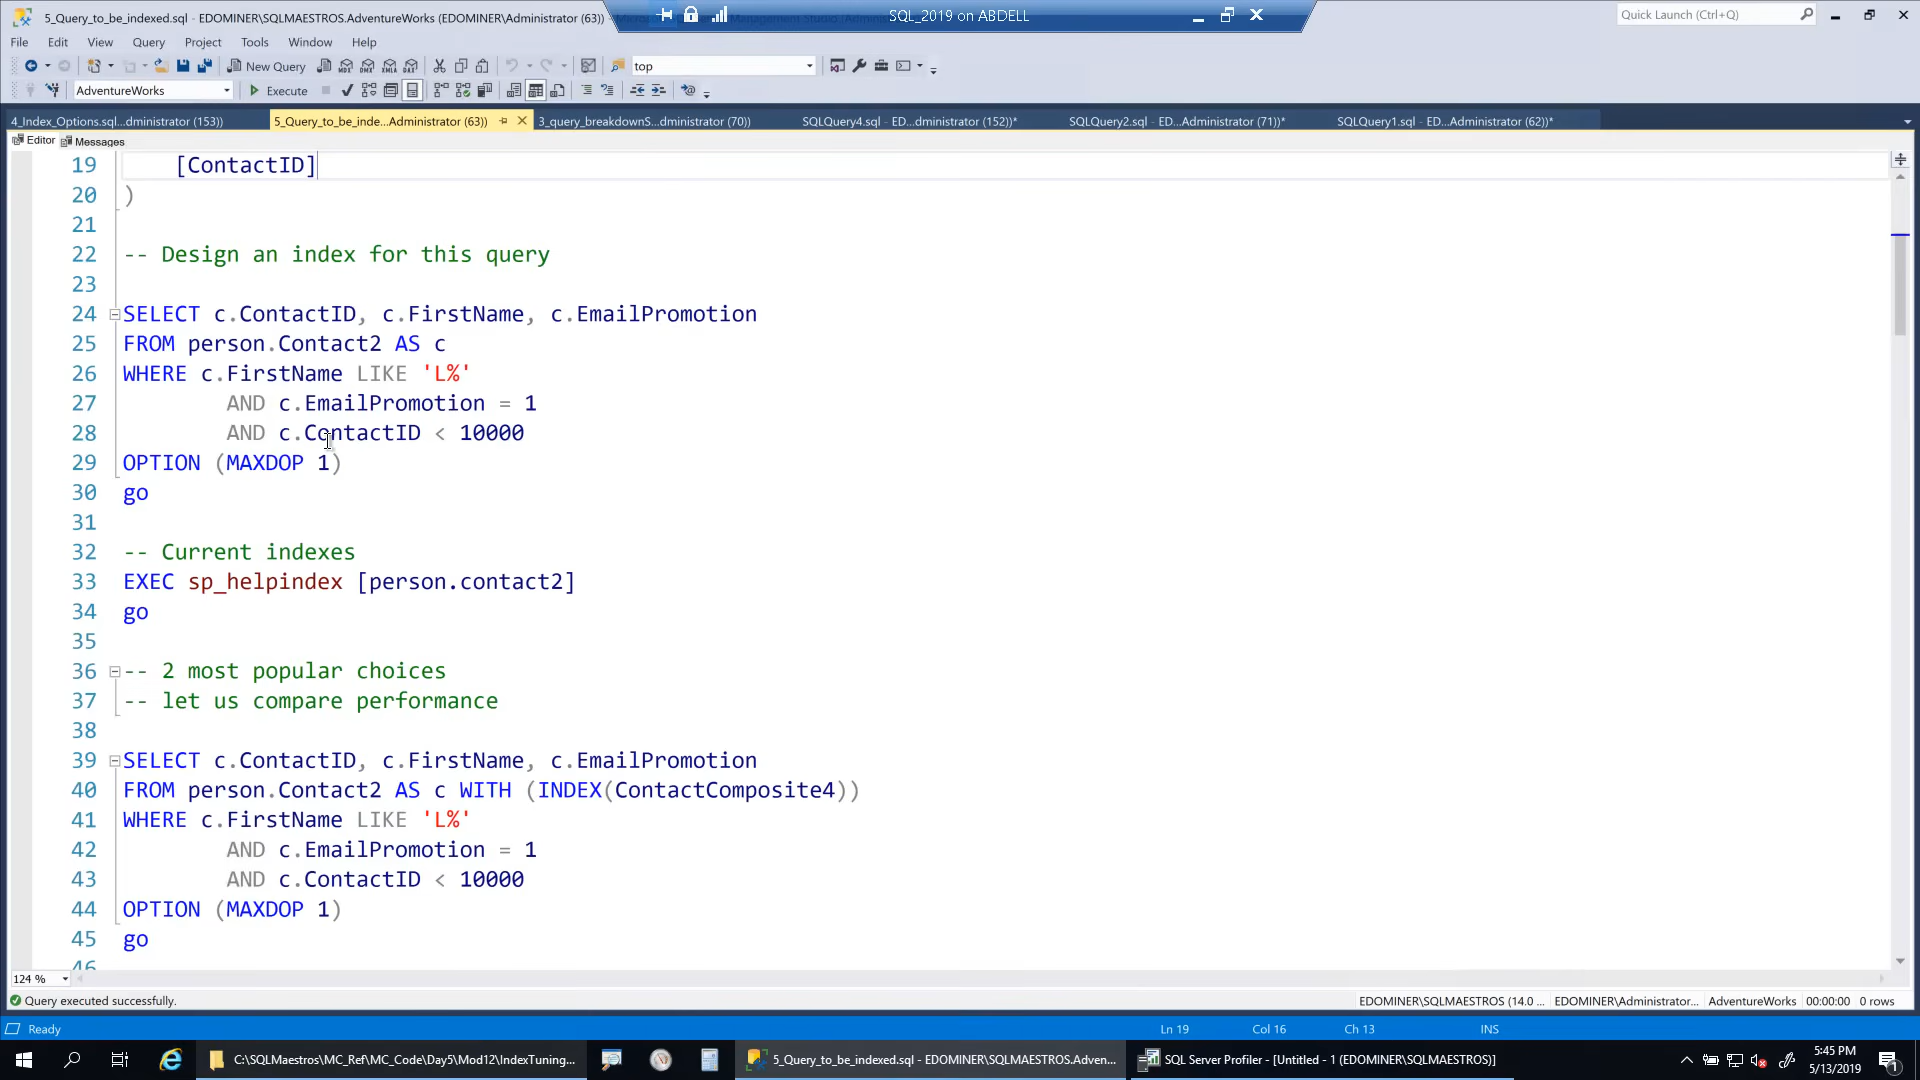 5_Query_to_be_indexed.sql - EDOMINER\SQLMAESTROS.AdventureWorks (EDOMINER\Administrator (63))
SQL_2019 on ABDELL
Quick Launch (Ctrl+Q)
File Edit View Query Project Tools Window Help
New Query
top
AdventureWorks
Execute
4_Index_Options.sql...dministrator (153))
5_Query_to_be_inde...Administrator (63))
3_query_breakdownS...dministrator (70))
SQLQuery4.sql - ED...dministrator (152))*
SQLQuery2.sql - ED...Administrator (71))*
SQLQuery1.sql - ED...Administrator (62))*
Editor Messages
19 [ContactID]
20 )
21
22 -- Design an index for this query
23
24 SELECT c.ContactID, c.FirstName, c.EmailPromotion
25 FROM person.Contact2 AS c
26 WHERE c.FirstName LIKE 'L%'
27 AND c.EmailPromotion = 1
28 AND c.ContactID < 10000
29 OPTION (MAXDOP 1)
30 go
31
32 -- Current indexes
33 EXEC sp_helpindex [person.contact2]
34 go
35
36 -- 2 most popular choices
37 -- let us compare performance
38
39 SELECT c.ContactID, c.FirstName, c.EmailPromotion
40 FROM person.Contact2 AS c WITH (INDEX(ContactComposite4))
41 WHERE c.FirstName LIKE 'L%'
42 AND c.EmailPromotion = 1
43 AND c.ContactID < 10000
44 OPTION (MAXDOP 1)
45 go
46
124 %
Query executed successfully.
EDOMINER\SQLMAESTROS (14.0 ... EDOMINER\Administrator... AdventureWorks 00:00:00 0 rows
Ready Ln 19 Col 16 Ch 13 INS
C:\SQLMaestros\MC_Ref\MC_Code\Day5\Mod12\IndexTuning...
5_Query_to_be_indexed.sql - EDOMINER\SQLMAESTROS.Adven...
SQL Server Profiler - [Untitled - 1 (EDOMINER\SQLMAESTROS)]
5:45 PM
5/13/2019
1